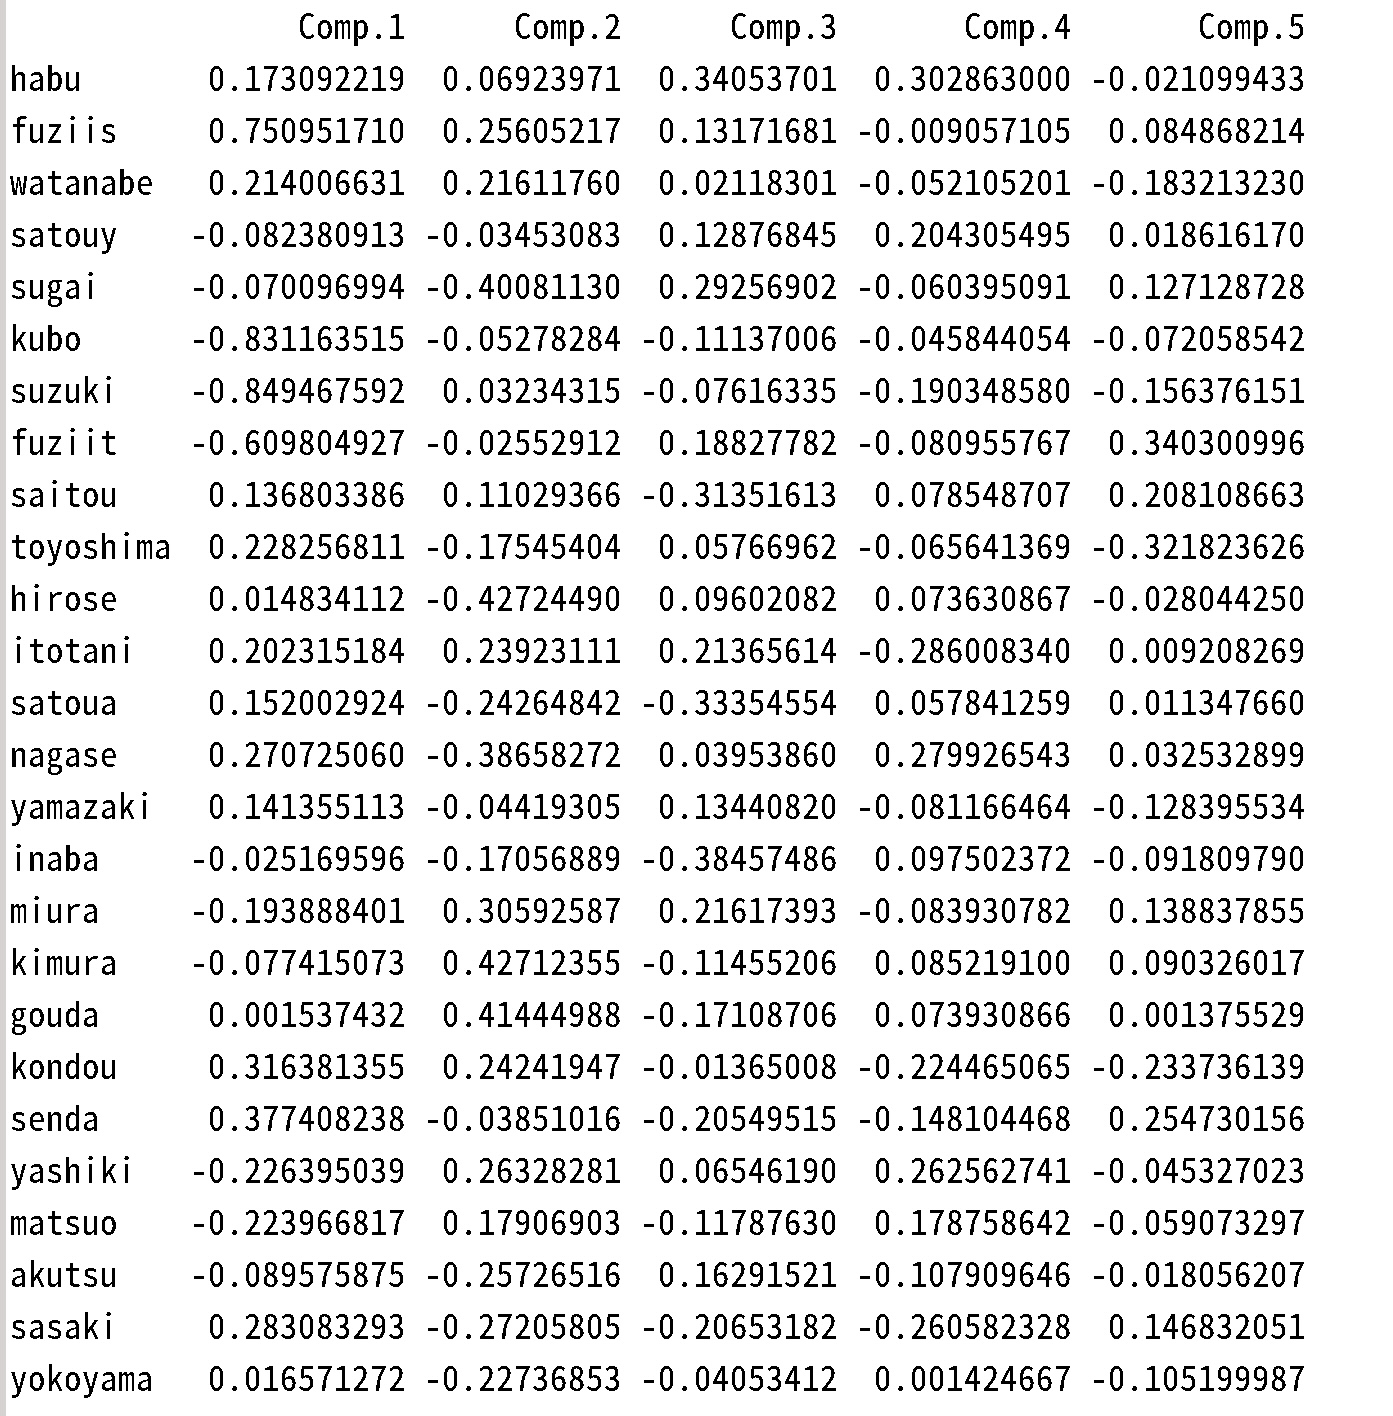 Comp.1 Comp.2 Comp.3 Comp.4 Comp.5
habu 0.173092219 0.06923971 0.34053701 0.302863000 -0.021099433
fuziis 0.750951710 0.25605217 0.13171681 -0.009057105 0.084868214
watanabe 0.214006631 0.21611760 0.02118301 -0.052105201 -0.183213230
satouy -0.082380913 -0.03453083 0.12876845 0.204305495 0.018616170
sugai -0.070096994 -0.40081130 0.29256902 -0.060395091 0.127128728
kubo -0.831163515 -0.05278284 -0.11137006 -0.045844054 -0.072058542
suzuki -0.849467592 0.03234315 -0.07616335 -0.190348580 -0.156376151
fuziit -0.609804927 -0.02552912 0.18827782 -0.080955767 0.340300996
saitou 0.136803386 0.11029366 -0.31351613 0.078548707 0.208108663
toyoshima 0.228256811 -0.17545404 0.05766962 -0.065641369 -0.321823626
hirose 0.014834112 -0.42724490 0.09602082 0.073630867 -0.028044250
itotani 0.202315184 0.23923111 0.21365614 -0.286008340 0.009208269
satoua 0.152002924 -0.24264842 -0.33354554 0.057841259 0.011347660
nagase 0.270725060 -0.38658272 0.03953860 0.279926543 0.032532899
yamazaki 0.141355113 -0.04419305 0.13440820 -0.081166464 -0.128395534
inaba -0.025169596 -0.17056889 -0.38457486 0.097502372 -0.091809790
miura -0.193888401 0.30592587 0.21617393 -0.083930782 0.138837855
kimura -0.077415073 0.42712355 -0.11455206 0.085219100 0.090326017
gouda 0.001537432 0.41444988 -0.17108706 0.073930866 0.001375529
kondou 0.316381355 0.24241947 -0.01365008 -0.224465065 -0.233736139
senda 0.377408238 -0.03851016 -0.20549515 -0.148104468 0.254730156
yashiki -0.226395039 0.26328281 0.06546190 0.262562741 -0.045327023
matsuo -0.223966817 0.17906903 -0.11787630 0.178758642 -0.059073297
akutsu -0.089575875 -0.25726516 0.16291521 -0.107909646 -0.018056207
sasaki 0.283083293 -0.27205805 -0.20653182 -0.260582328 0.146832051
yokoyama 0.016571272 -0.22736853 -0.04053412 0.001424667 -0.105199987